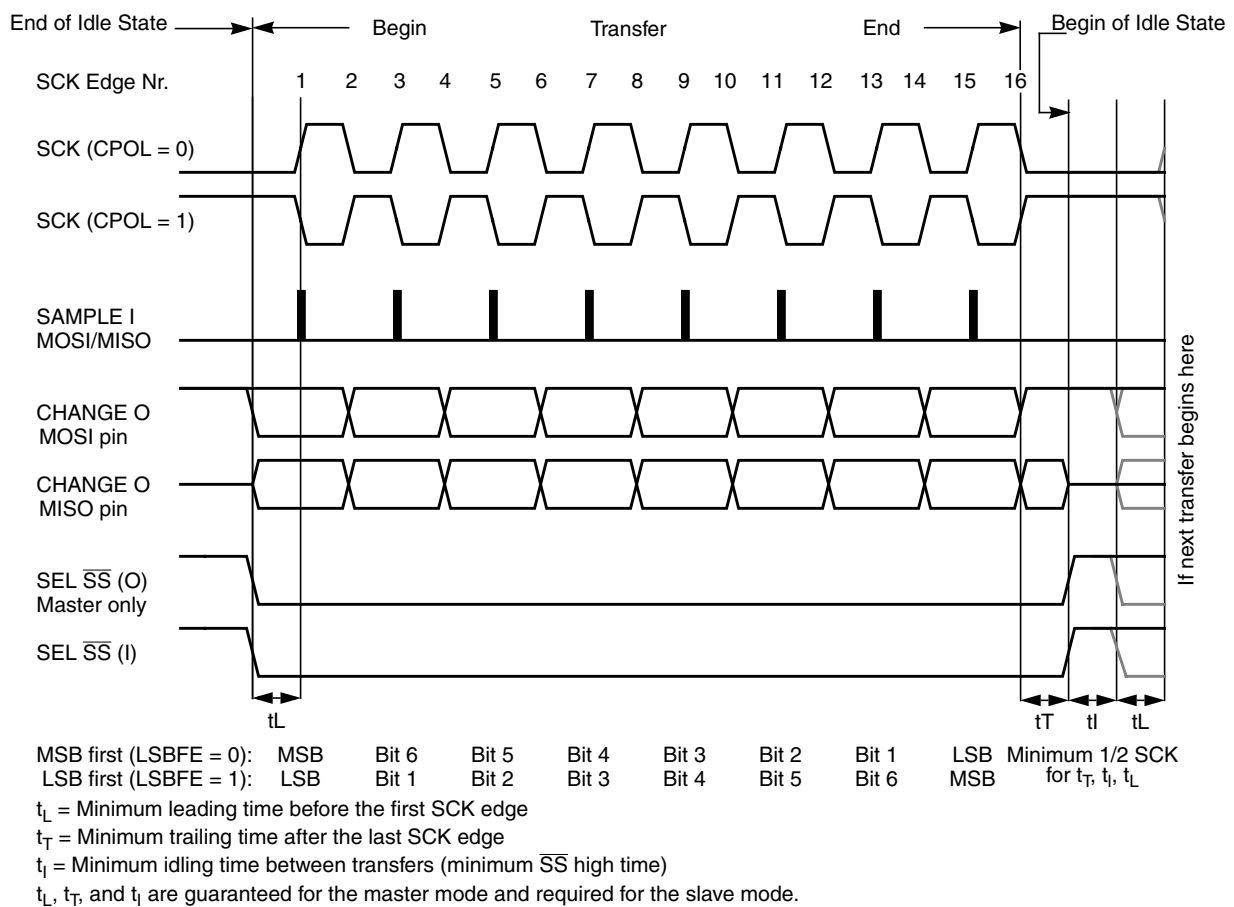 End of Idle State Begin Transfer End Begin of Idle State
SCK Edge Nr. 1 2 3 4 5 6 7 8 9 10 11 12 13 14 15 16
SCK (CPOL = 0)
SCK (CPOL = 1)
SAMPLE I
MOSI/MISO
CHANGE O
MOSI pin
CHANGE O
MISO pin
SEL S̅S̅ (O)
Master only
SEL S̅S̅ (I)
If next transfer begins here
tL tT tI tL
MSB first (LSBFE = 0): MSB Bit 6 Bit 5 Bit 4 Bit 3 Bit 2 Bit 1 LSB Minimum 1/2 SCK
LSB first (LSBFE = 1): LSB Bit 1 Bit 2 Bit 3 Bit 4 Bit 5 Bit 6 MSB for tT, tI, tL
tL = Minimum leading time before the first SCK edge
tT = Minimum trailing time after the last SCK edge
tI = Minimum idling time between transfers (minimum S̅S̅ high time)
tL, tT, and tI are guaranteed for the master mode and required for the slave mode.